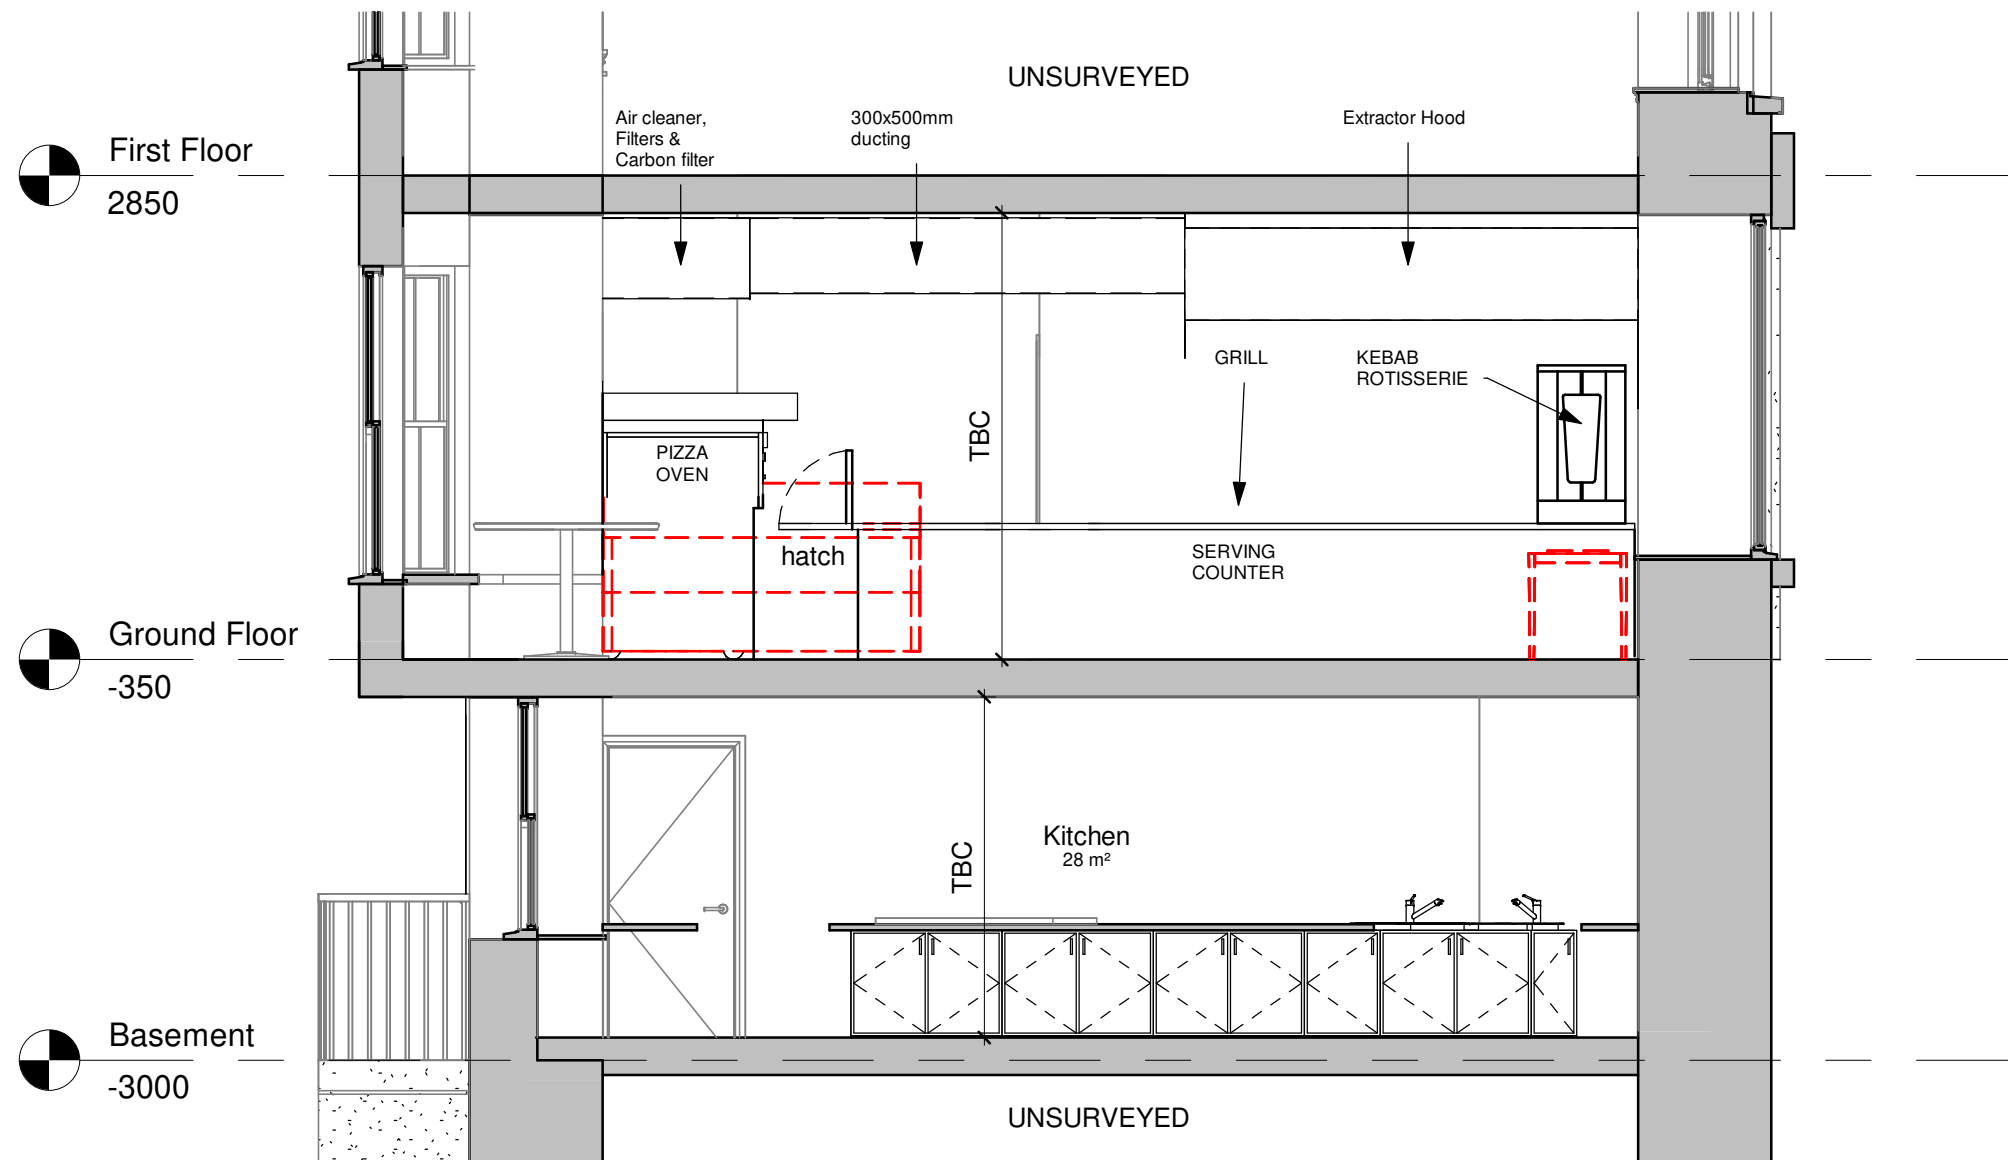 UNSURVEYED
Air cleaner,
Filters &
Carbon filter
300x500mm
ducting
Extractor Hood
First Floor
2850
GRILL
KEBAB
ROTISSERIE
TBC
PIZZA
OVEN
hatch
SERVING
COUNTER
Ground Floor
-350
Kitchen
28 m²
TBC
Basement
-3000
UNSURVEYED